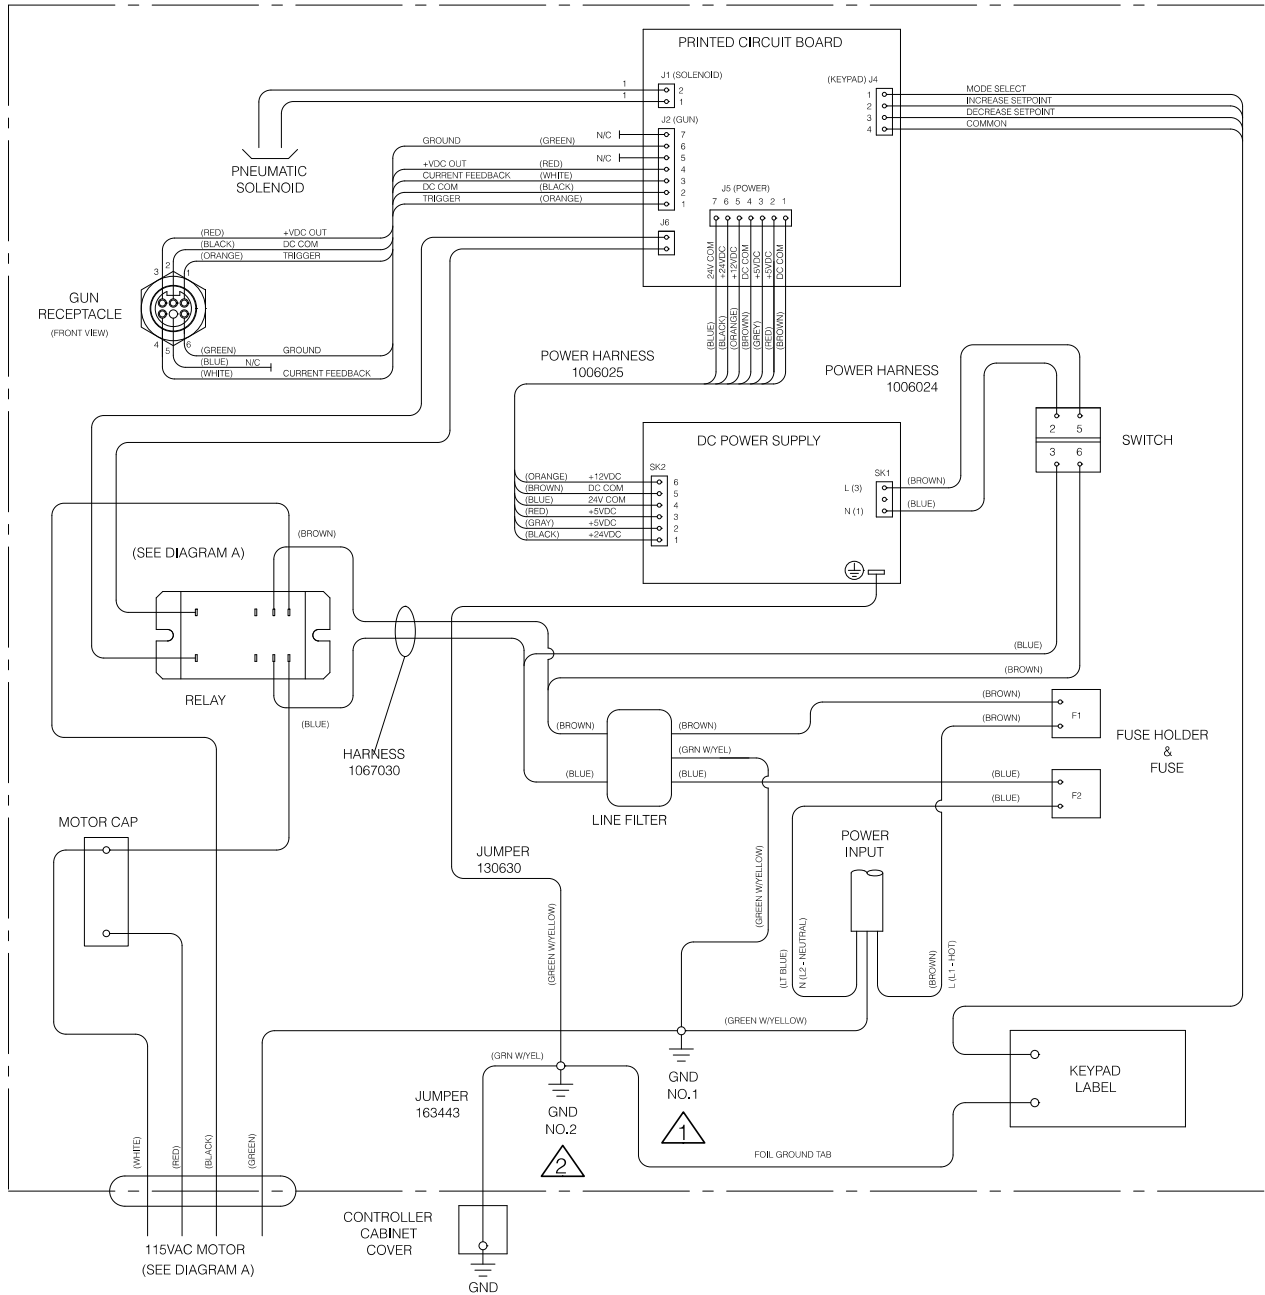 PRINTED CIRCUIT BOARD
J1 (SOLENOID)
1
2
1
1
(KEYPAD) J4
1
2
3
4
MODE SELECT
INCREASE SETPOINT
DECREASE SETPOINT
COMMON
J2 (GUN)
N/C
7
GROUND
(GREEN)
6
N/C
5
+VDC OUT
(RED)
4
CURRENT FEEDBACK
(WHITE)
3
DC COM
(BLACK)
2
TRIGGER
(ORANGE)
1
PNEUMATIC
SOLENOID
J5 (POWER)
7 6 5 4 3 2 1
J6
24V COM
+24VDC
+12VDC
DC COM
+5VDC
+5VDC
DC COM
(BLUE)
(BLACK)
(ORANGE)
(BROWN)
(GREY)
(RED)
(BROWN)
(RED)
+VDC OUT
(BLACK)
DC COM
(ORANGE)
TRIGGER
3
2
1
GUN
RECEPTACLE
(FRONT VIEW)
4
5
6
(GREEN)
GROUND
(BLUE)
N/C
(WHITE)
CURRENT FEEDBACK
POWER HARNESS
1006025
POWER HARNESS
1006024
2 5
3 6
SWITCH
DC POWER SUPPLY
SK2
(ORANGE) +12VDC 6
(BROWN) DC COM 5
(BLUE) 24V COM 4
(RED) +5VDC 3
(GRAY) +5VDC 2
(BLACK) +24VDC 1
SK1
L (3)
(BROWN)
N (1)
(BLUE)
(BROWN)
(SEE DIAGRAM A)
RELAY
(BLUE)
HARNESS
1067030
(BLUE)
(BROWN)
(BROWN)
(BROWN)
(GRN W/YEL)
(BLUE)
(BLUE)
LINE FILTER
(BROWN)
(BROWN)
F1
FUSE HOLDER
&
FUSE
(BLUE)
(BLUE)
F2
MOTOR CAP
JUMPER
130630
POWER
INPUT
(GREEN W/YELLOW)
(GREEN W/YELLOW)
(LT BLUE)
N (L2 - NEUTRAL)
(BROWN)
L (L1 - HOT)
(GREEN W/YELLOW)
(GRN W/YEL)
GND
NO.1
1
GND
NO.2
2
JUMPER
163443
KEYPAD
LABEL
FOIL GROUND TAB
(WHITE)
(RED)
(BLACK)
(GREEN)
115VAC MOTOR
(SEE DIAGRAM A)
CONTROLLER
CABINET
COVER
GND